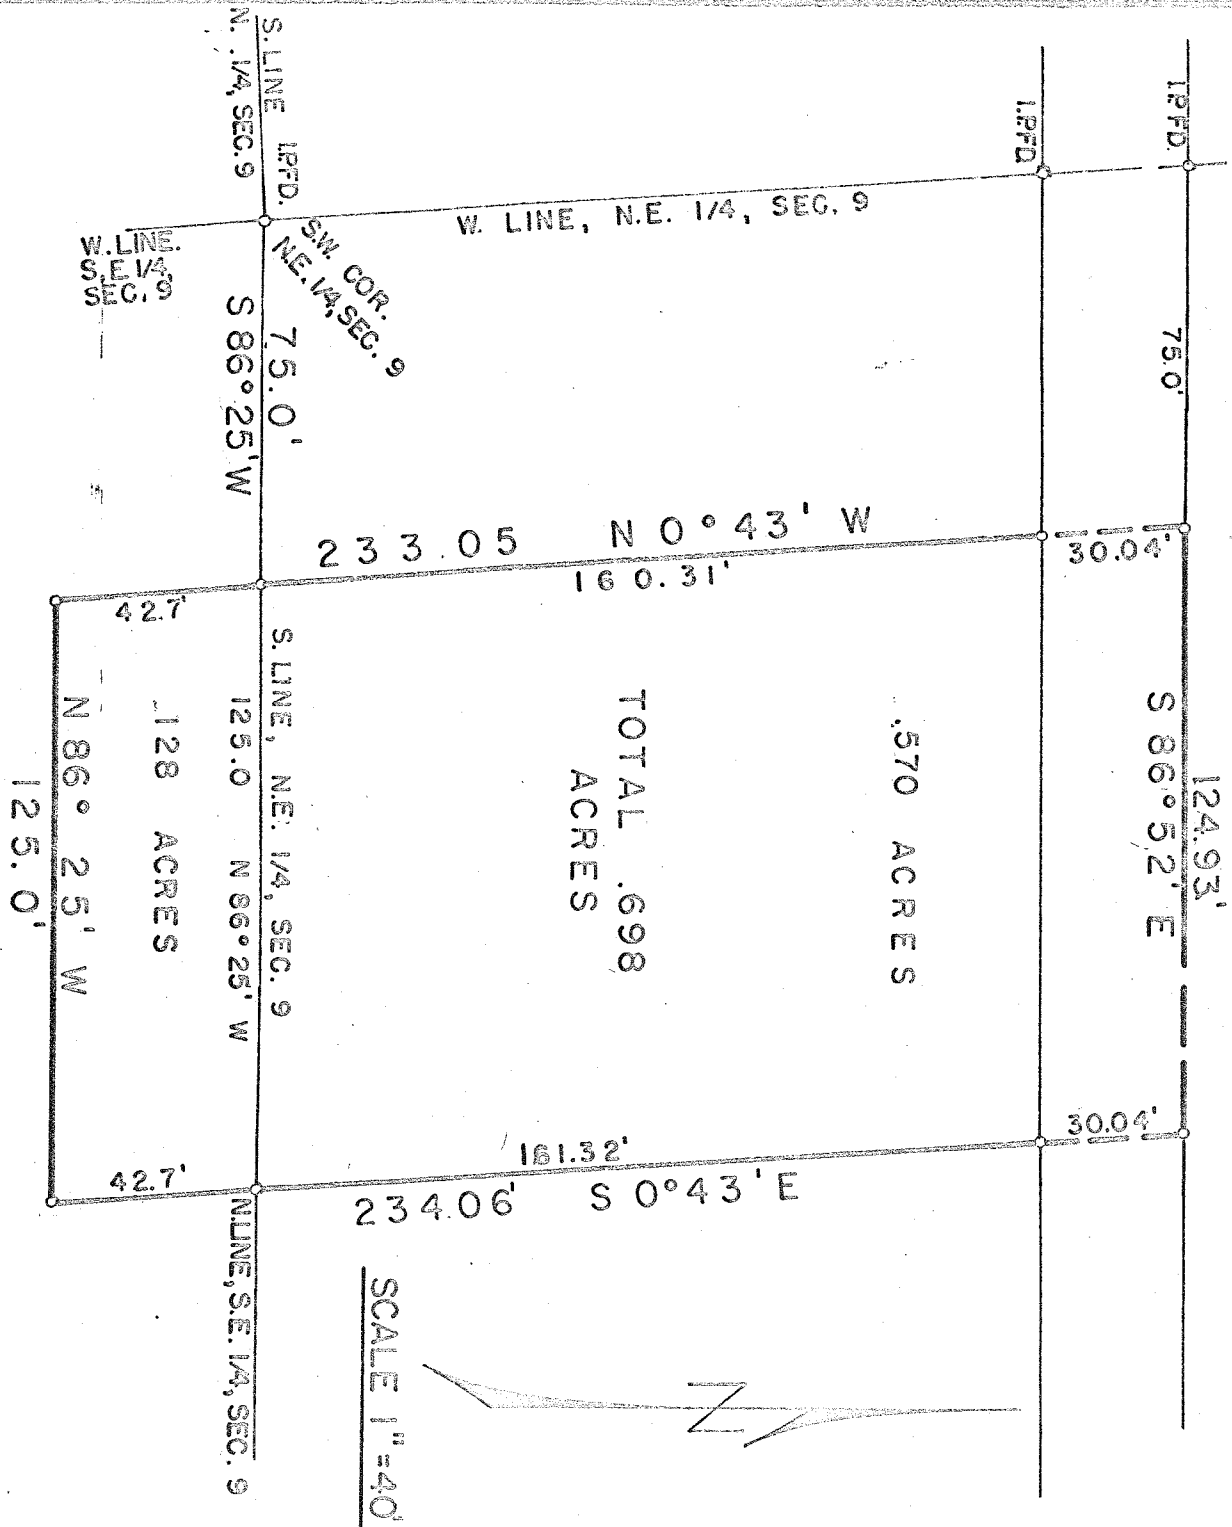 I.P.FD.
75.0'
124.93'
S 86° 52' E
I.P.FD.
30.04'
30.04'
W. LINE, N.E. 1/4, SEC. 9
233.05 N 0° 43' W
160.31'
.570 ACRES
TOTAL .698
ACRES
161.32'
234.06' S 0°43' E
S. LINE
N. 1/4, SEC. 9
I.P.FD.
S.W. COR.
N.E. 1/4, SEC. 9
W. LINE.
S.E 1/4,
SEC. 9
75.0'
S 86° 25' W
S. LINE, N.E. 1/4, SEC. 9
125.0 N 86° 25' W
N. LINE, S.E. 1/4, SEC. 9
42.7'
.128 ACRES
42.7'
N 86° 25' W
125.0'
SCALE 1"=40'
N